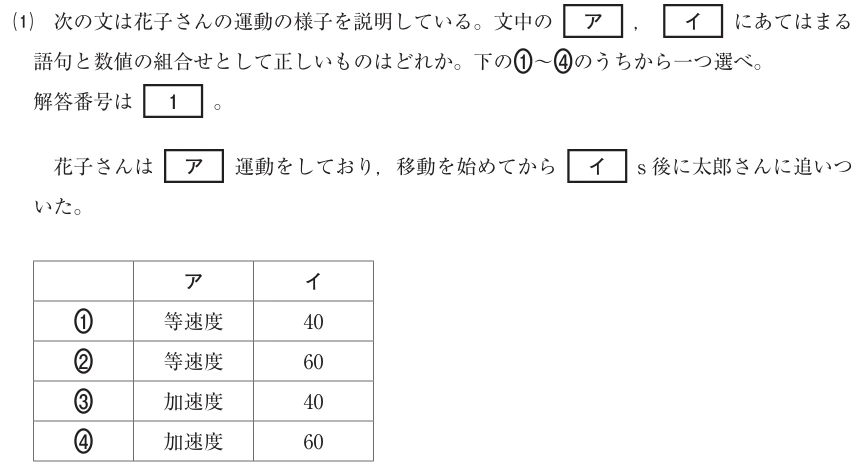 (1) 次の文は花子さんの運動の様子を説明している。文中の ア , イ にあてはまる
語句と数値の組合せとして正しいものはどれか。下の①～④のうちから一つ選べ。
解答番号は 1 。
花子さんは ア 運動をしており, 移動を始めてから イ s 後に太郎さんに追いつ
いた。
ア イ
① 等速度 40
② 等速度 60
③ 加速度 40
④ 加速度 60